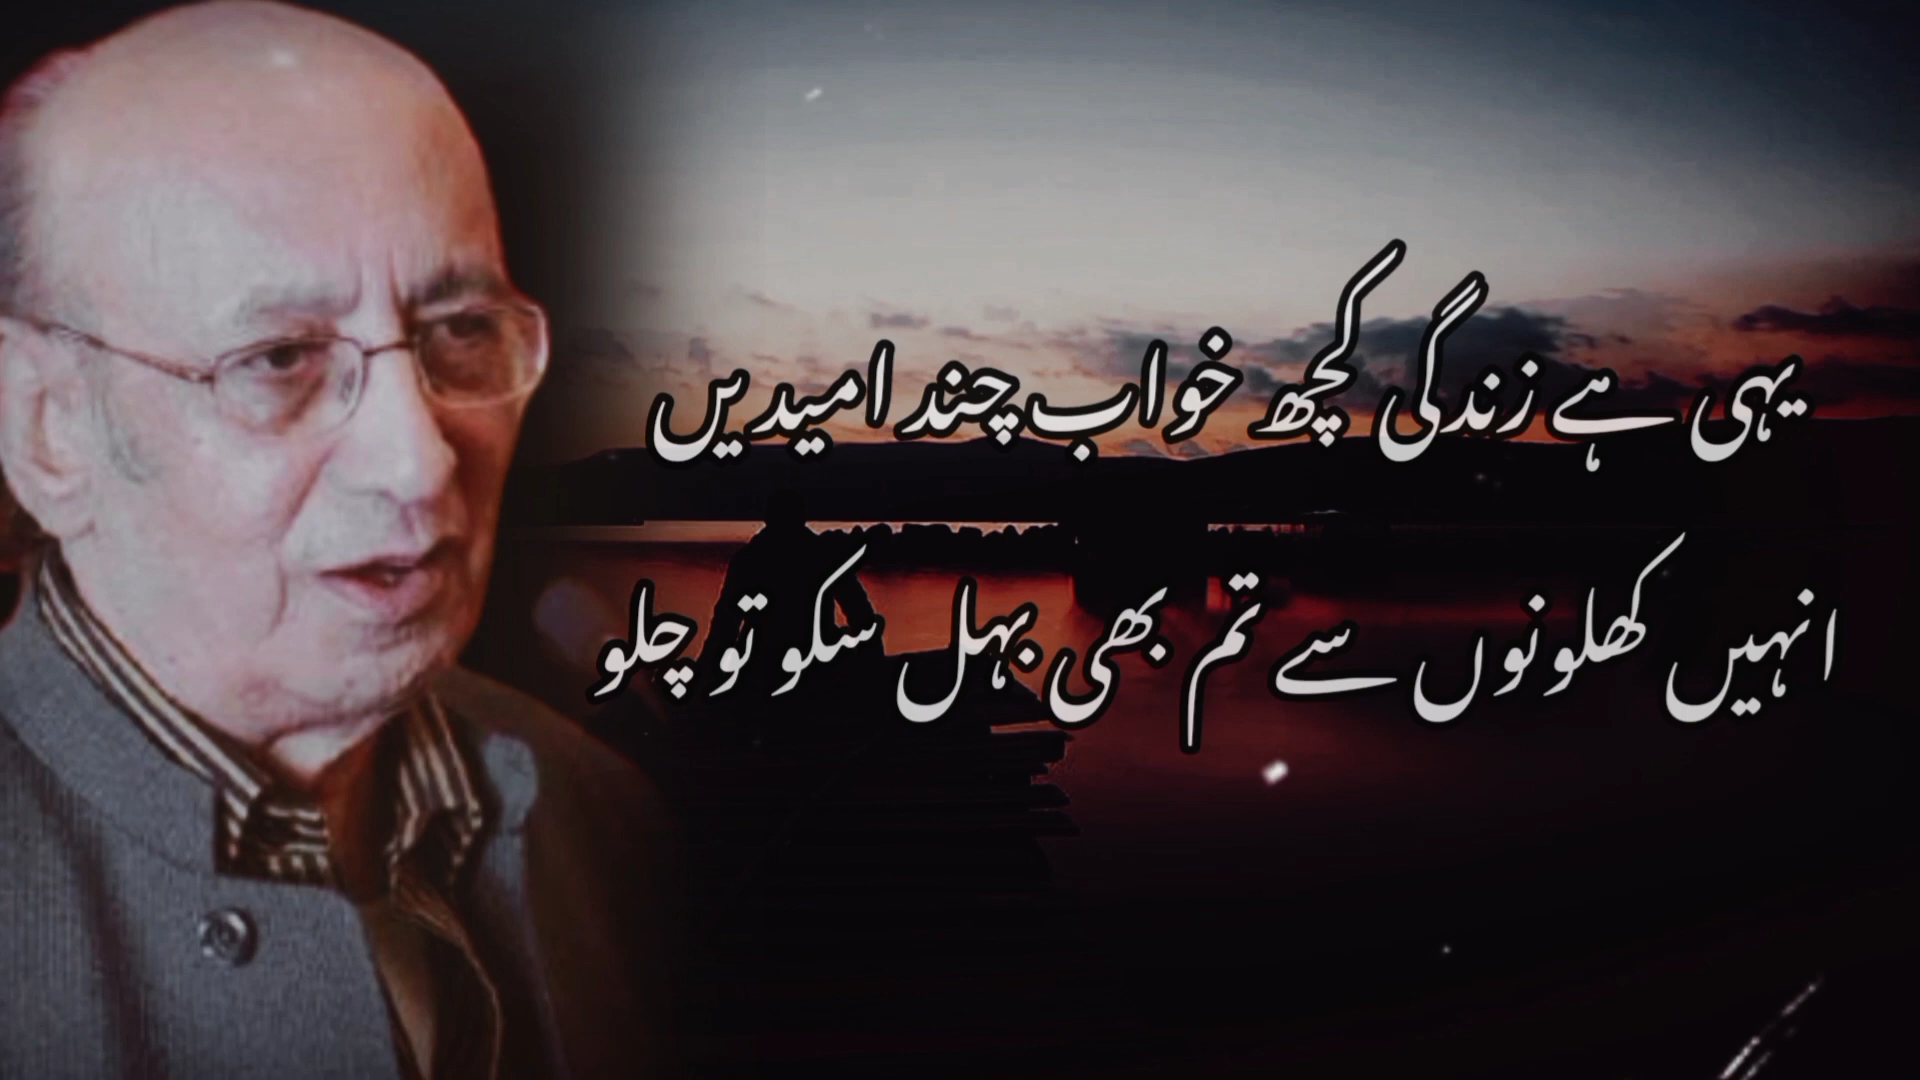 یہی ہے زندگی کچھ خواب چند امیدیں
انہیں کھلونوں سے تم بھی بہل سکو تو چلو